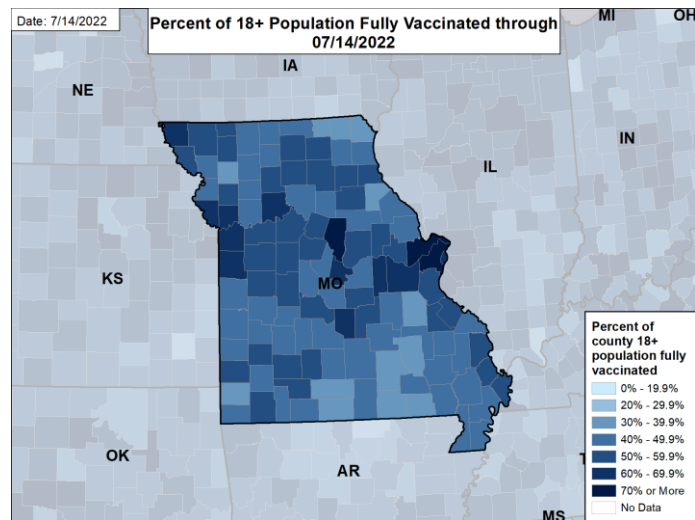 Date: 7/14/2022
Percent of 18+ Population Fully Vaccinated through
07/14/2022
MI
OH
IA
NE
IN
IL
KS
MO
OK
AR
MS
Percent of
county 18+
population fully
vaccinated
0% - 19.9%
20% - 29.9%
30% - 39.9%
40% - 49.9%
50% - 59.9%
60% - 69.9%
70% or More
No Data